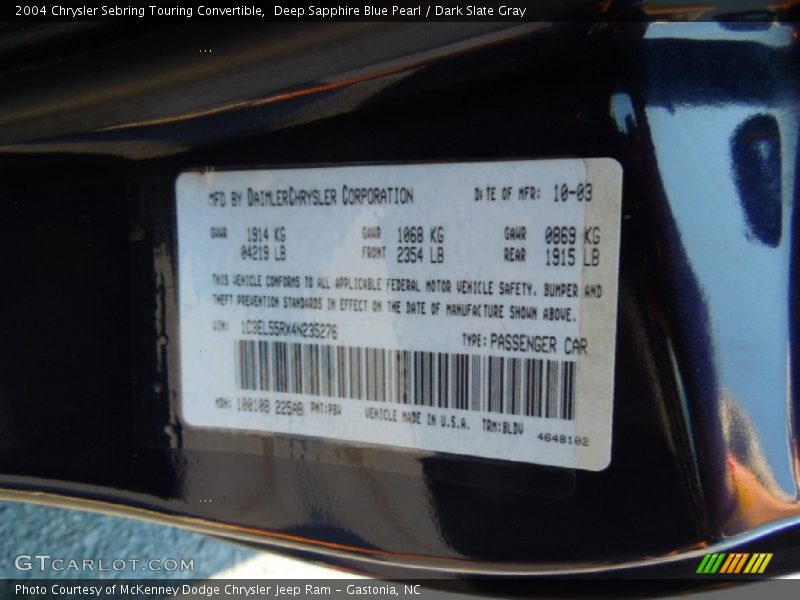 2004 Chrysler Sebring Touring Convertible,  Deep Sapphire Blue Pearl / Dark Slate Gray
MFD BY DAIMLERCHRYSLER CORPORATION DATE OF MFR: 10-03
GVWR 1914 KG GAWR 1068 KG GAWR 0869 KG
04219 LB FRONT 2354 LB REAR 1915 LB
THIS VEHICLE CONFORMS TO ALL APPLICABLE FEDERAL MOTOR VEHICLE SAFETY, BUMPER AND
THEFT PREVENTION STANDARDS IN EFFECT ON THE DATE OF MANUFACTURE SHOWN ABOVE.
VIN: 1C3EL55RX4N235276 TYPE: PASSENGER CAR
MDH: 100108 225AB PNT:PBW VEHICLE MADE IN U.S.A. TRM:BLDV
4648102
GTCARLOT.COM
Photo Courtesy of McKenney Dodge Chrysler Jeep Ram - Gastonia, NC